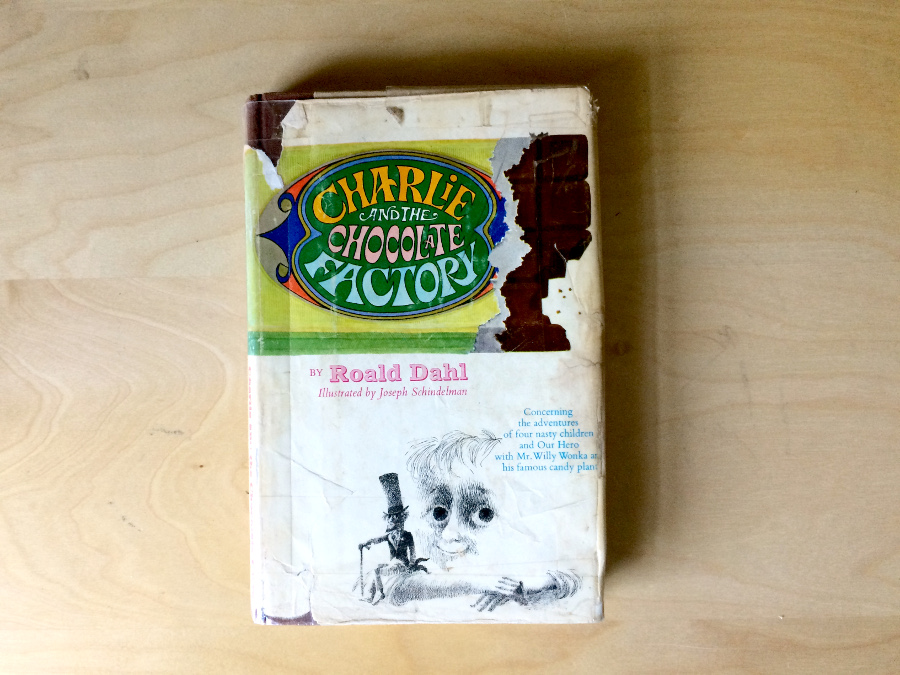 CHARLIE
AND THE
CHOCOLATE
FACTORY
BY Roald Dahl
Illustrated by Joseph Schindelman
Concerning
the adventures
of four nasty children
and Our Hero
with Mr. Willy Wonka
his famous candy plant